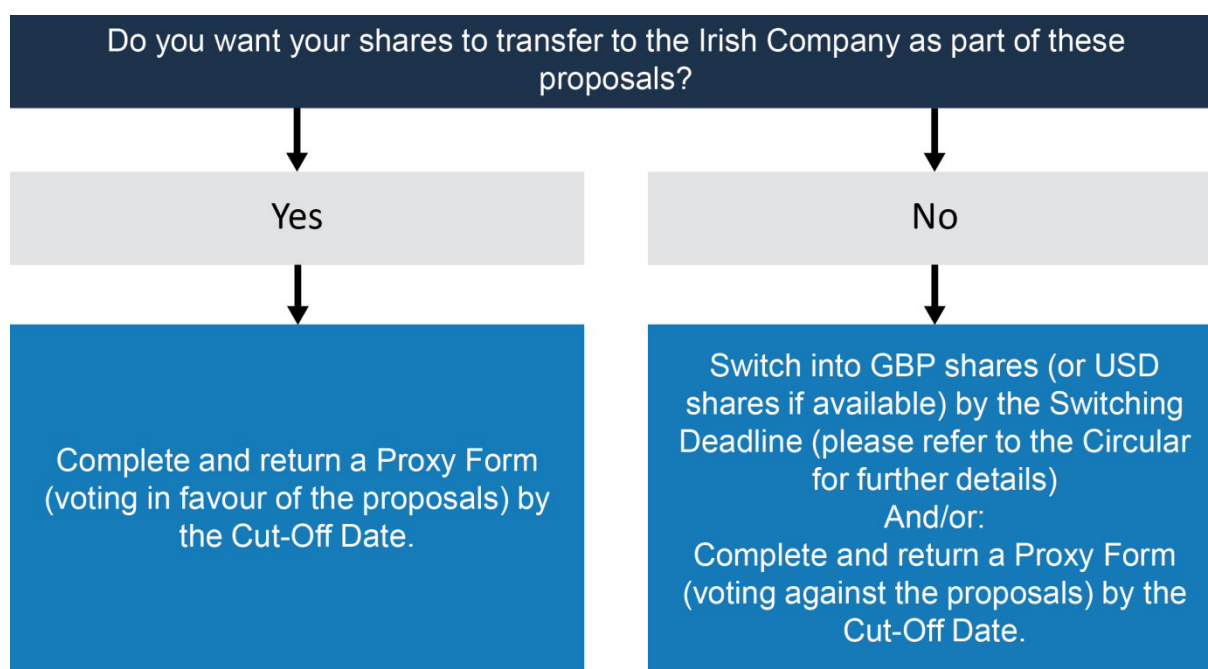 Do you want your shares to transfer to the Irish Company as part of these
proposals?
Yes
No
Complete and return a Proxy Form
(voting in favour of the proposals) by
the Cut-Off Date.
Switch into GBP shares (or USD
shares if available) by the Switching
Deadline (please refer to the Circular
for further details)
And/or:
Complete and return a Proxy Form
(voting against the proposals) by the
Cut-Off Date.